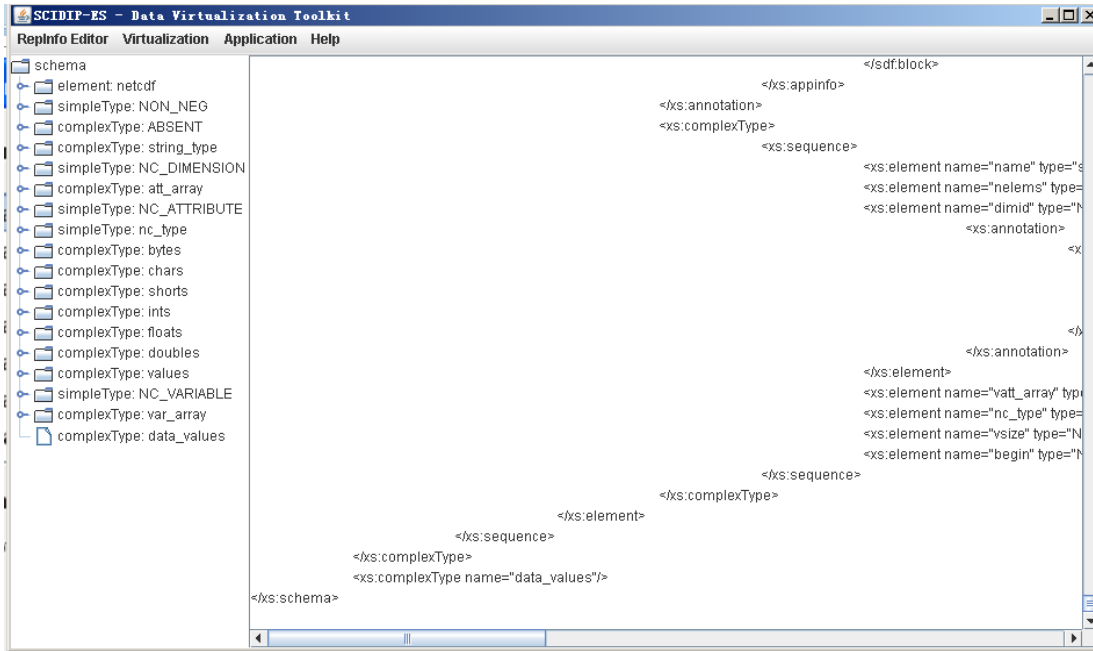 SCIDIP-ES - Data Virtualization Toolkit
RepInfo Editor Virtualization Application Help
schema
element: netcdf
simpleType: NON_NEG
complexType: ABSENT
complexType: string_type
simpleType: NC_DIMENSION
complexType: att_array
simpleType: NC_ATTRIBUTE
simpleType: nc_type
complexType: bytes
complexType: chars
complexType: shorts
complexType: ints
complexType: floats
complexType: doubles
complexType: values
simpleType: NC_VARIABLE
complexType: var_array
complexType: data_values
</sdf:block>
</xs:appinfo>
</xs:annotation>
<xs:complexType>
<xs:sequence>
<xs:element name="name" type="s
<xs:element name="nelems" type=
<xs:element name="dimid" type="N
<xs:annotation>
<x
</
</xs:annotation>
</xs:element>
<xs:element name="vatt_array" typ
<xs:element name="nc_type" type=
<xs:element name="vsize" type="N
<xs:element name="begin" type="N
</xs:sequence>
</xs:complexType>
</xs:element>
</xs:sequence>
</xs:complexType>
<xs:complexType name="data_values"/>
</xs:schema>